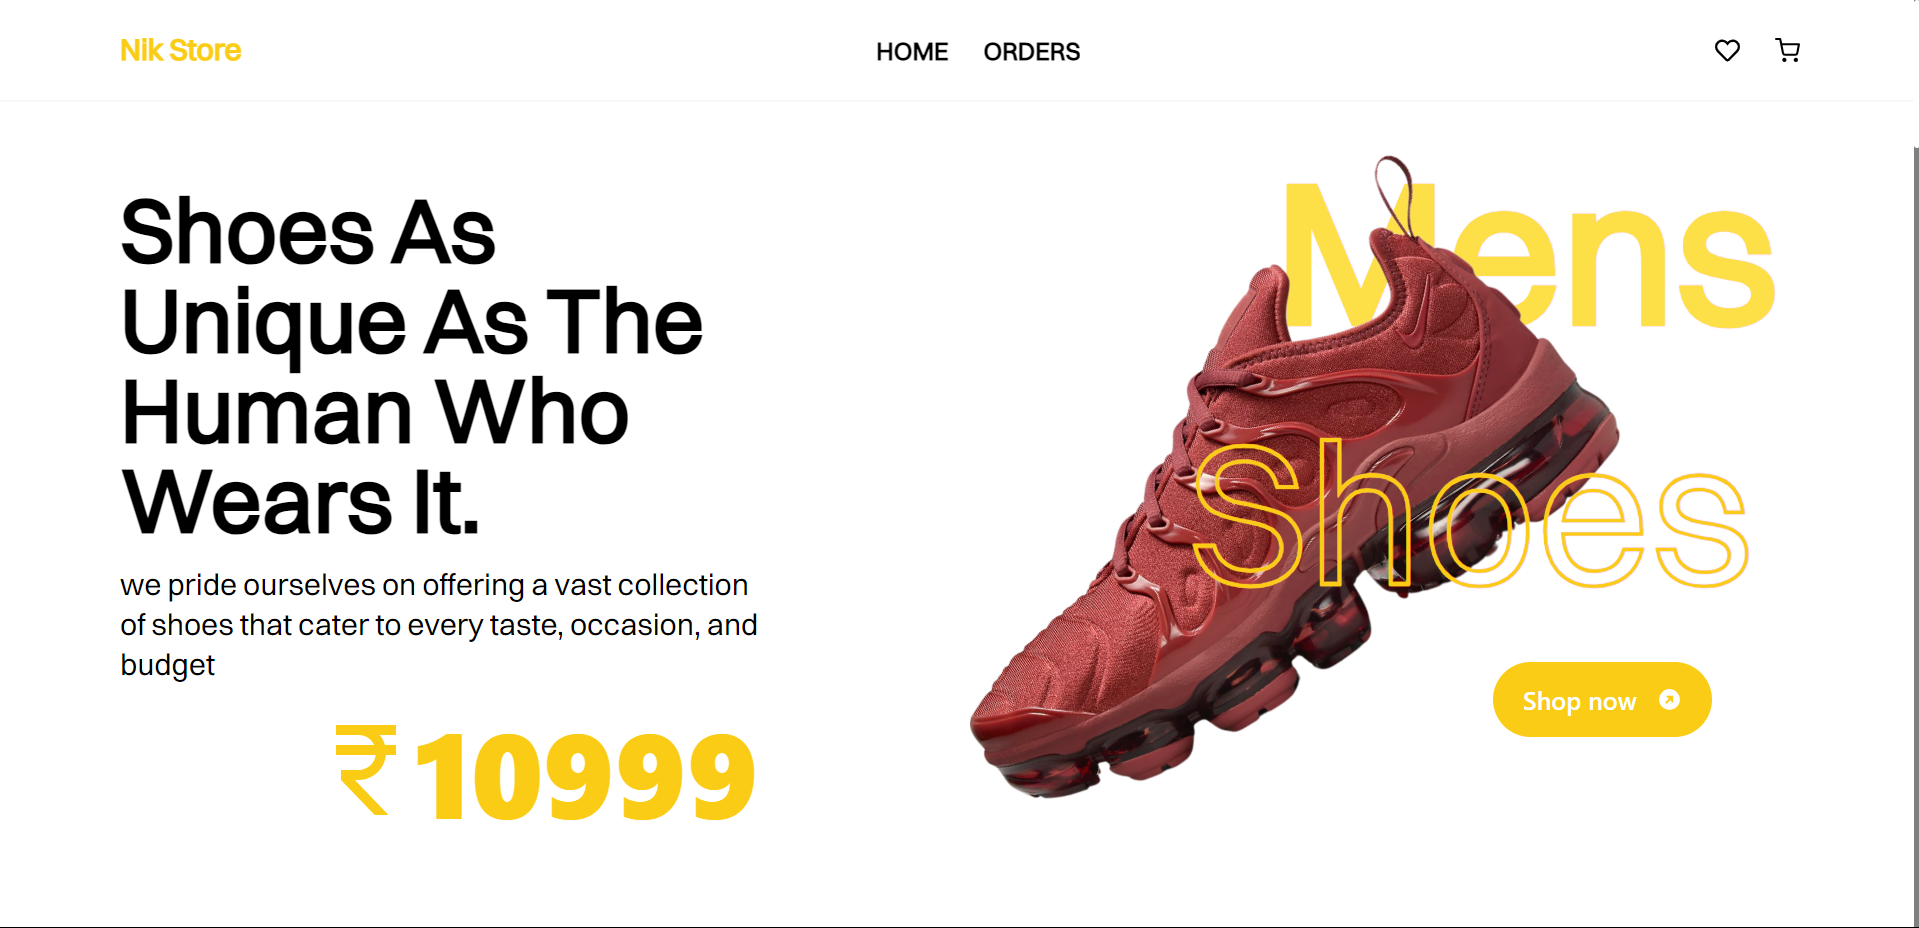 Nik Store
HOME
ORDERS
Shoes As
Unique As The
Human Who
Wears It.
we pride ourselves on offering a vast collection
of shoes that cater to every taste, occasion, and
budget
₹10999
Mens
Shoes
Shop now